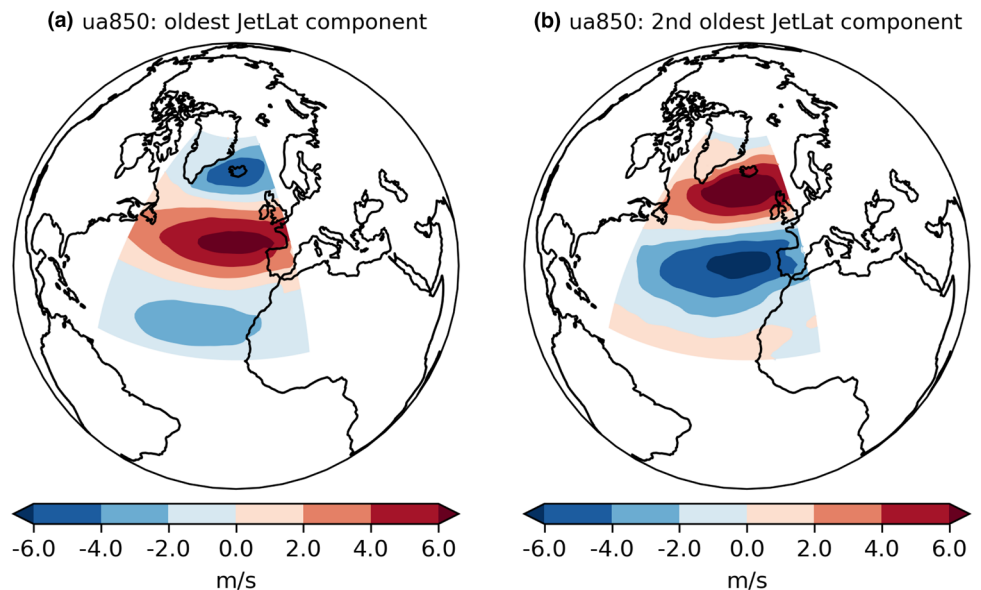 (a) ua850: oldest JetLat component
(b) ua850: 2nd oldest JetLat component
-6.0 -4.0 -2.0 0.0 2.0 4.0 6.0
m/s
-6.0 -4.0 -2.0 0.0 2.0 4.0 6.0
m/s